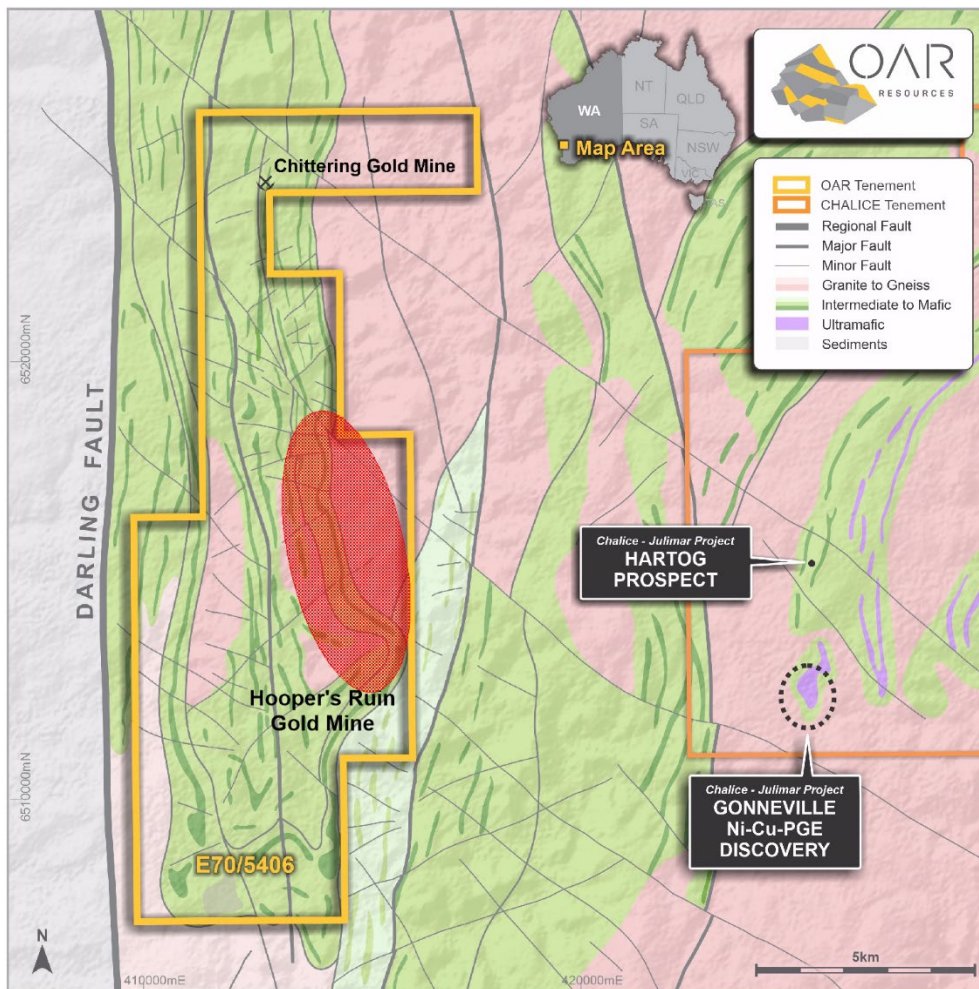 NT
QLD
WA
SA
NSW
VIC
TAS
Map Area
OAR
RESOURCES
OAR Tenement
CHALICE Tenement
Regional Fault
Major Fault
Minor Fault
Granite to Gneiss
Intermediate to Mafic
Ultramafic
Sediments
Chittering Gold Mine
6520000mN
DARLING FAULT
Chalice - Julimar Project
HARTOG
PROSPECT
Hooper's Ruin
Gold Mine
6510000mN
Chalice - Julimar Project
GONNEVILLE
Ni-Cu-PGE
DISCOVERY
E70/5406
N
410000mE
420000mE
5km